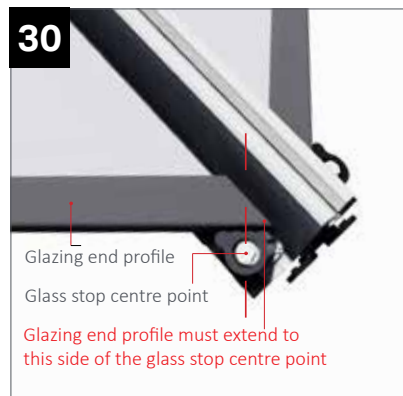 30
Glazing end profile
Glass stop centre point
Glazing end profile must extend to
this side of the glass stop centre point